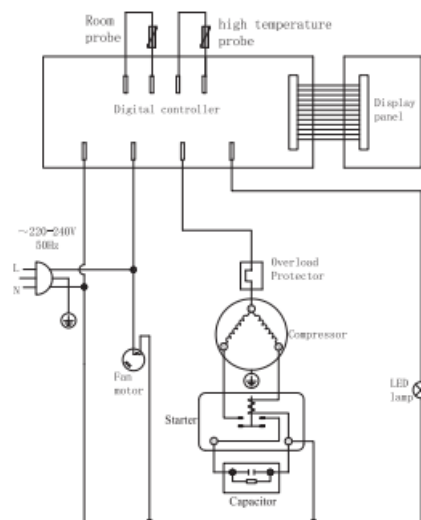 Room
probe
high temperature
probe
Digital controller
Display
panel
～220-240V
50Hz
L
N
Overload
Protector
Compressor
Fan
motor
LED
lamp
Starter
Capacitor